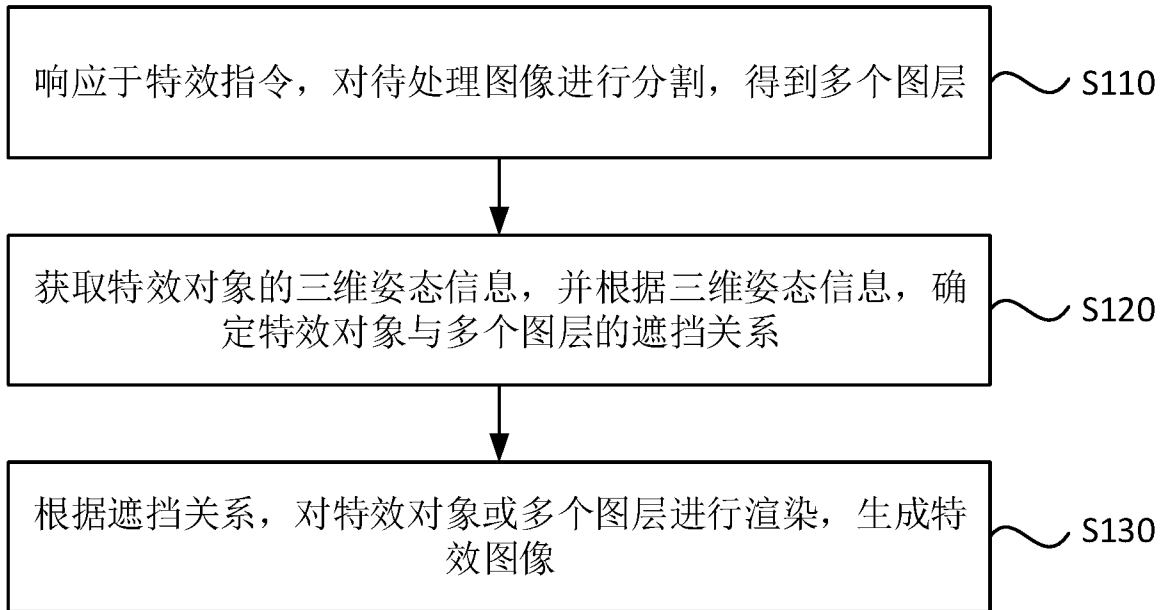 响应于特效指令，对待处理图像进行分割，得到多个图层
S110
获取特效对象的三维姿态信息，并根据三维姿态信息，确
定特效对象与多个图层的遮挡关系
S120
根据遮挡关系，对特效对象或多个图层进行渲染，生成特
效图像
S130